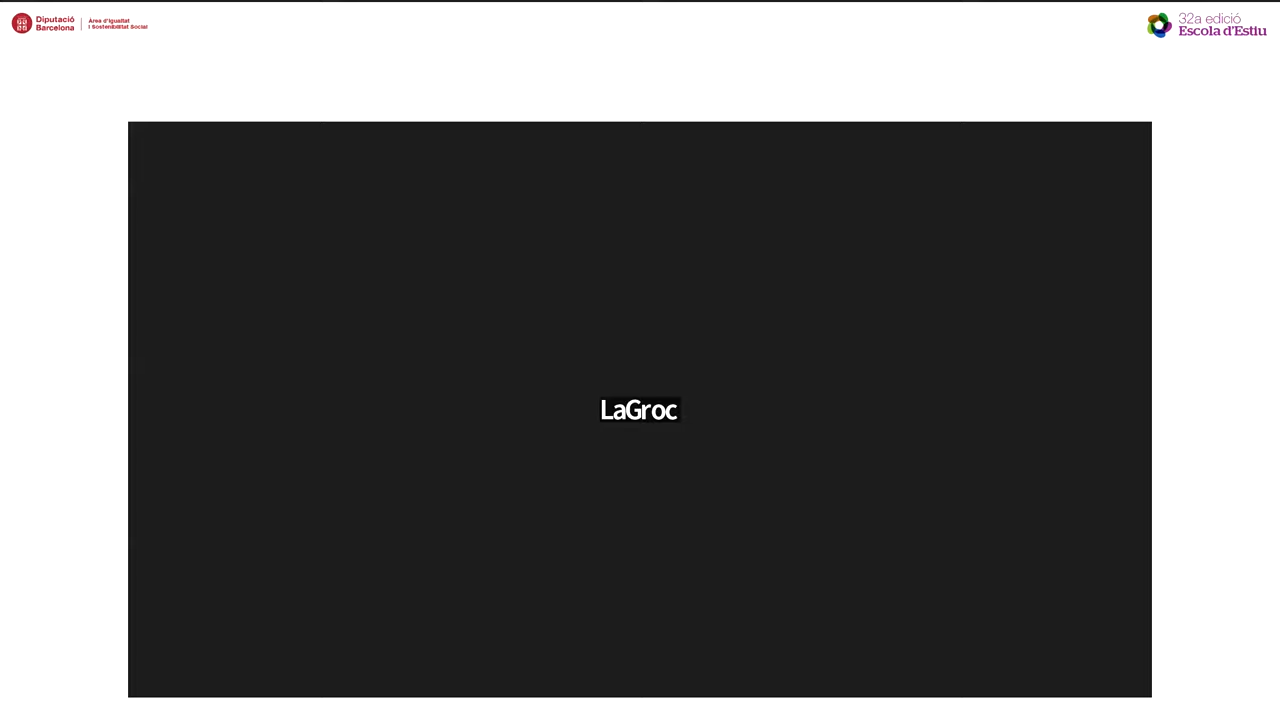 Diputació
Barcelona
Àrea d'Igualtat
i Sostenibilitat Social
32a edició
Escola d'Estiu
LaGroc